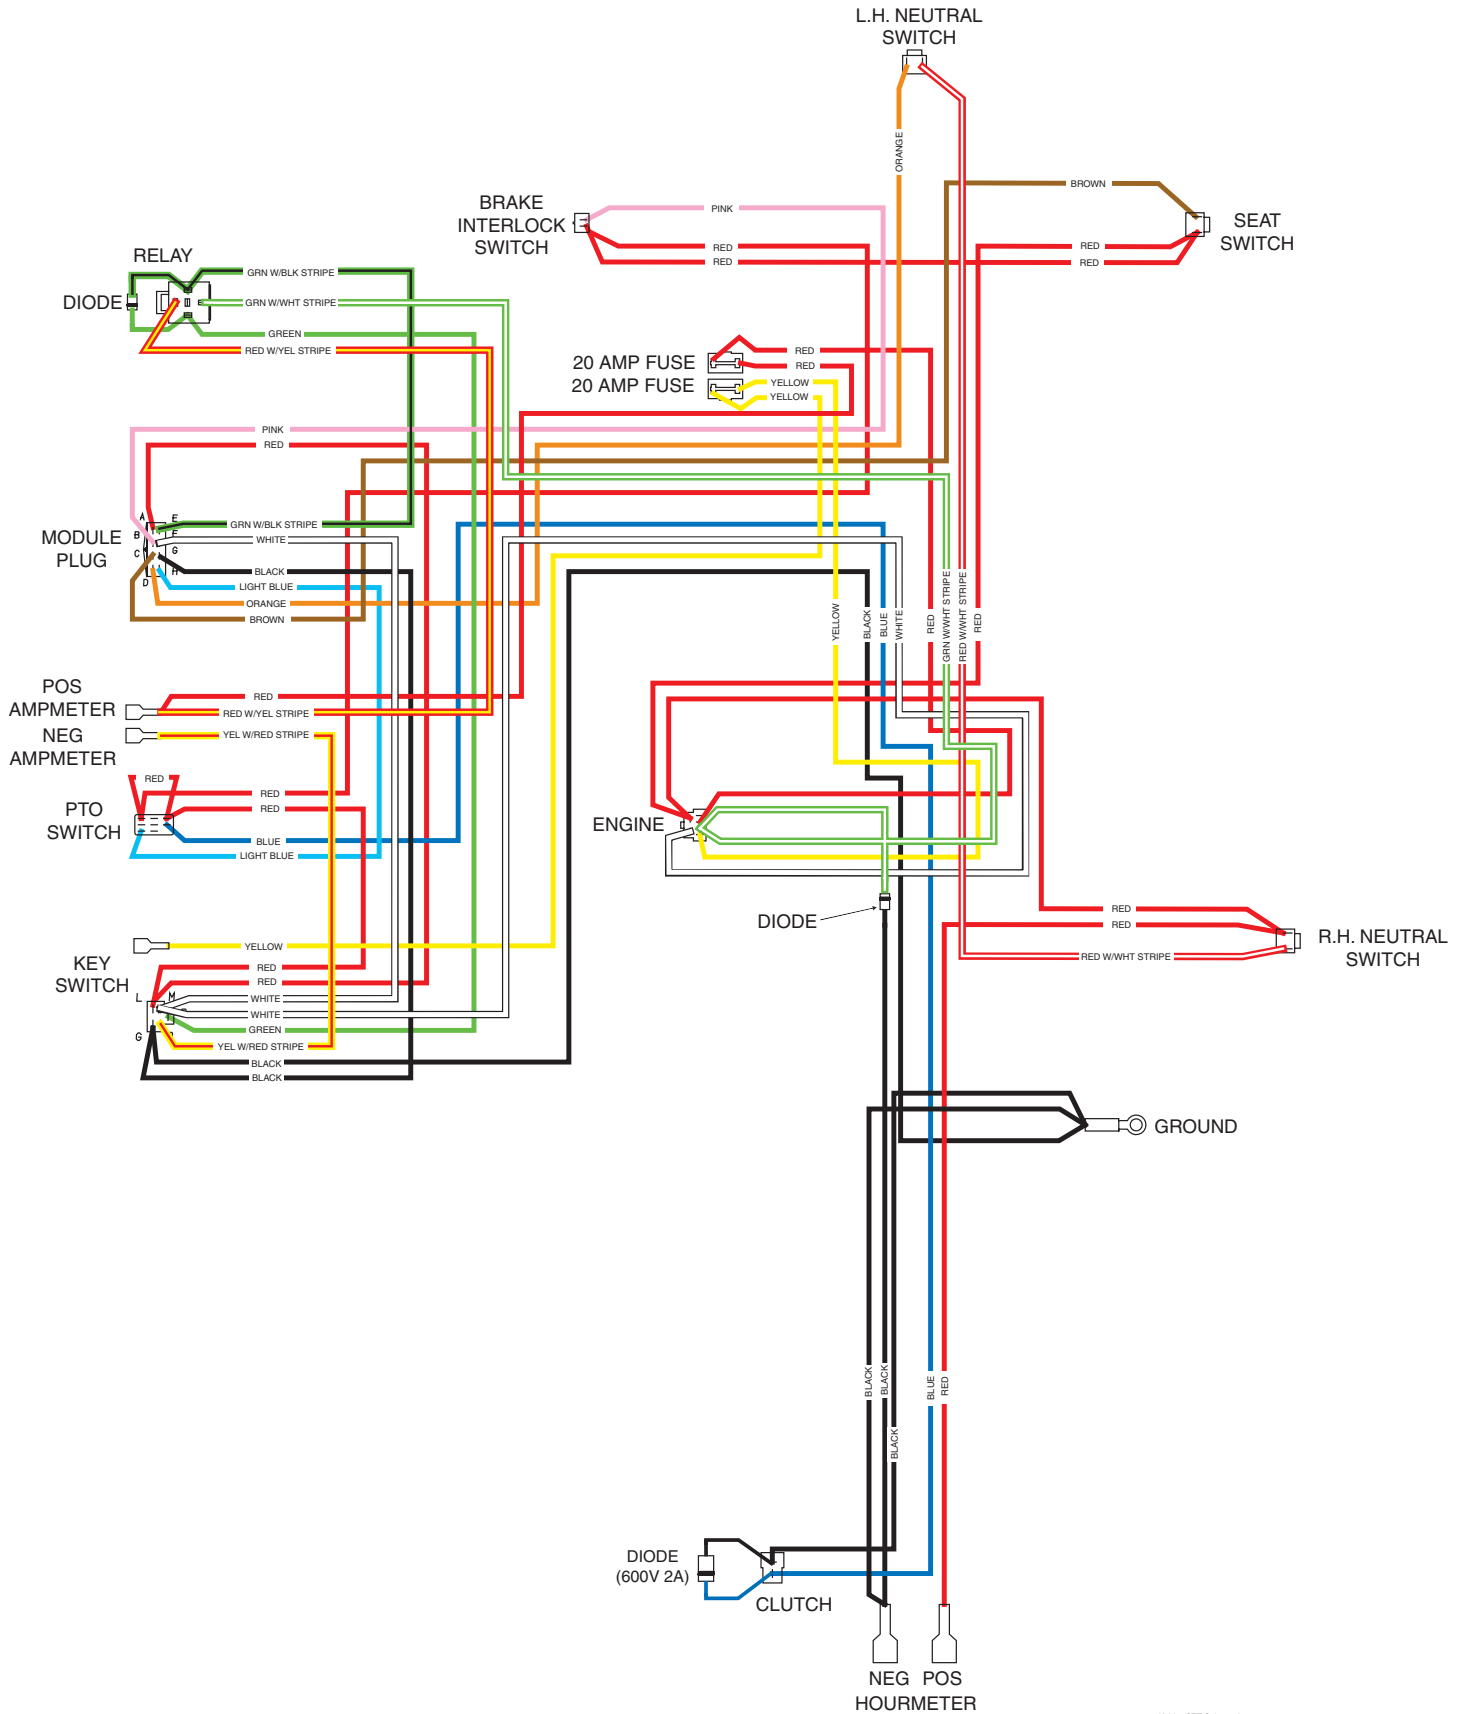 L.H. NEUTRAL
SWITCH
ORANGE
BROWN
BRAKE
INTERLOCK
SWITCH
PINK
RED
RED
RED
RED
SEAT
SWITCH
RELAY
DIODE
GRN W/BLK STRIPE
GRN W/WHT STRIPE
GREEN
RED W/YEL STRIPE
20 AMP FUSE
20 AMP FUSE
RED
RED
YELLOW
YELLOW
PINK
RED
MODULE
PLUG
A
B
C
D
E
F
G
H
GRN W/BLK STRIPE
WHITE
BLACK
LIGHT BLUE
ORANGE
BROWN
YELLOW
BLACK
BLUE
WHITE
RED
GRN W/WHT STRIPE
RED W/WHT STRIPE
RED
POS
AMPMETER
NEG
AMPMETER
RED
RED W/YEL STRIPE
YEL W/RED STRIPE
RED
PTO
SWITCH
RED
RED
BLUE
LIGHT BLUE
ENGINE
DIODE
RED
RED
RED W/WHT STRIPE
R.H. NEUTRAL
SWITCH
KEY
SWITCH
YELLOW
RED
RED
L
M
G
WHITE
WHITE
GREEN
YEL W/RED STRIPE
BLACK
BLACK
GROUND
BLACK
BLACK
BLACK
BLUE
RED
DIODE
(600V 2A)
CLUTCH
NEG POS
HOURMETER